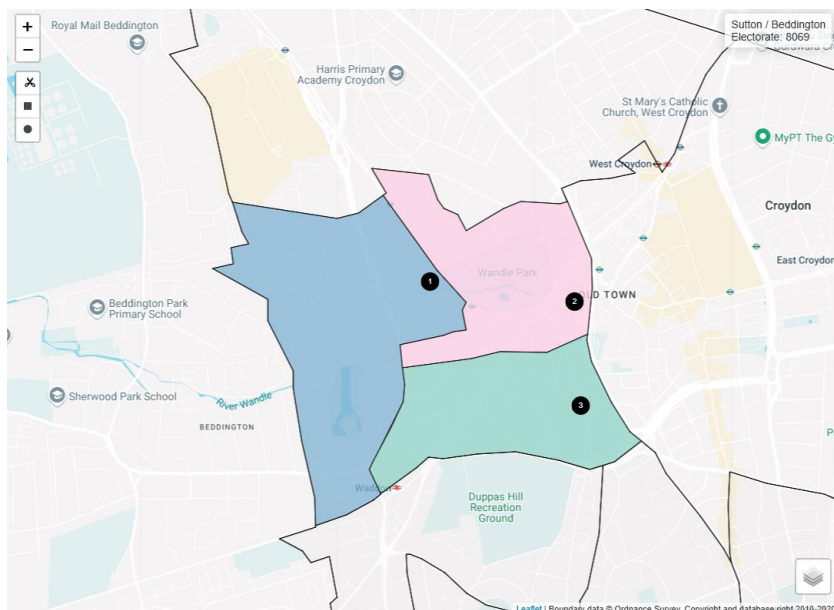 +
Royal Mail Beddington
Sutton / Beddington
Electorate: 8069
−
Harris Primary
Academy Croydon
St Mary's Catholic
Church, West Croydon
MyPT The Gy
West Croydon
Croydon
East Croydon
1
Wandle Park
2
OLD TOWN
Beddington Park
Primary School
Sherwood Park School
River Wandle
3
BEDDINGTON
Waddon
Duppas Hill
Recreation
Ground
Leaflet | Boundary data © Ordnance Survey, Copyright and database right 2010-2020